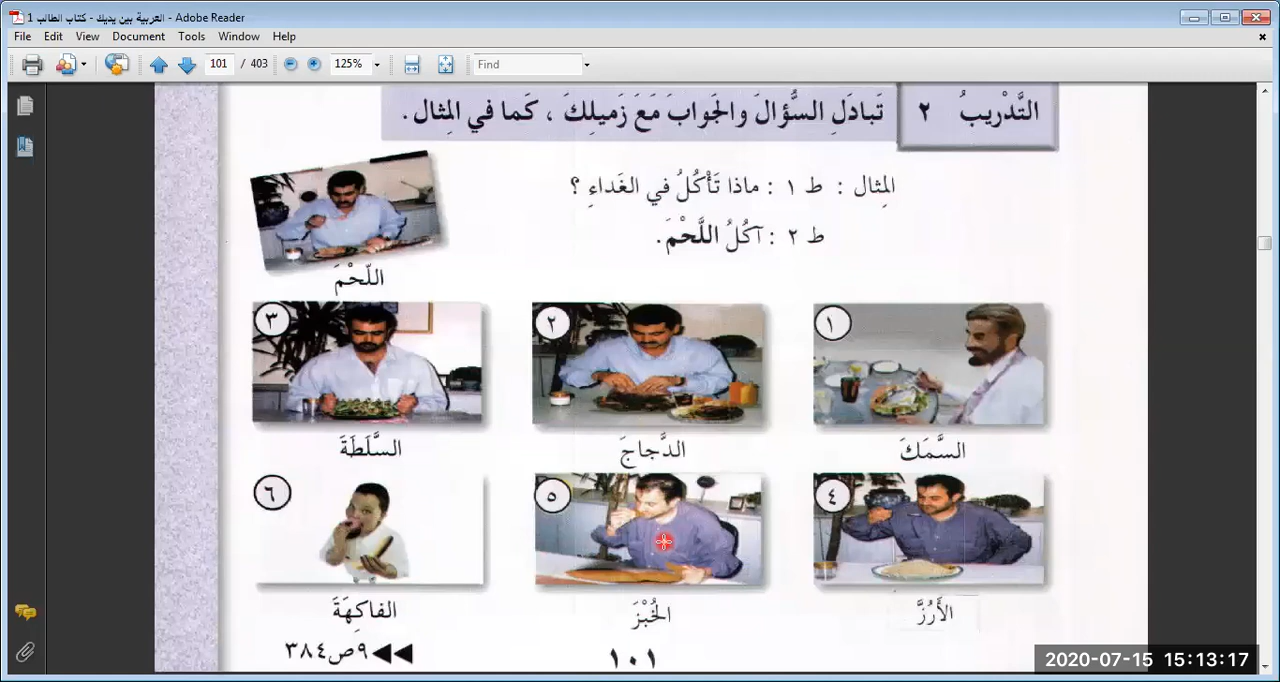 العربية بين يديك - كتاب الطالب 1 - Adobe Reader
File Edit View Document Tools Window Help
101 / 403 125% Find
التَّدْريبُ ٢ تَبادَلِ السُّؤالَ والجَوابَ مَعَ زَميلِكَ ، كَما في المِثال .
المِثال : ط ١ : ماذا تَأْكُلُ في الغَداءِ ؟
ط ٢ : آكُلُ اللَّحْمَ .
اللّحْمَ
١ ٢ ٣
السَّمَكَ الدَّجاجَ السَّلَطَةَ
٤ ٥ ٦
الأَرُزَّ الخُبْزَ الفاكِهَةَ
١٠١ ٩ص٣٨٤
2020-07-15 15:13:17